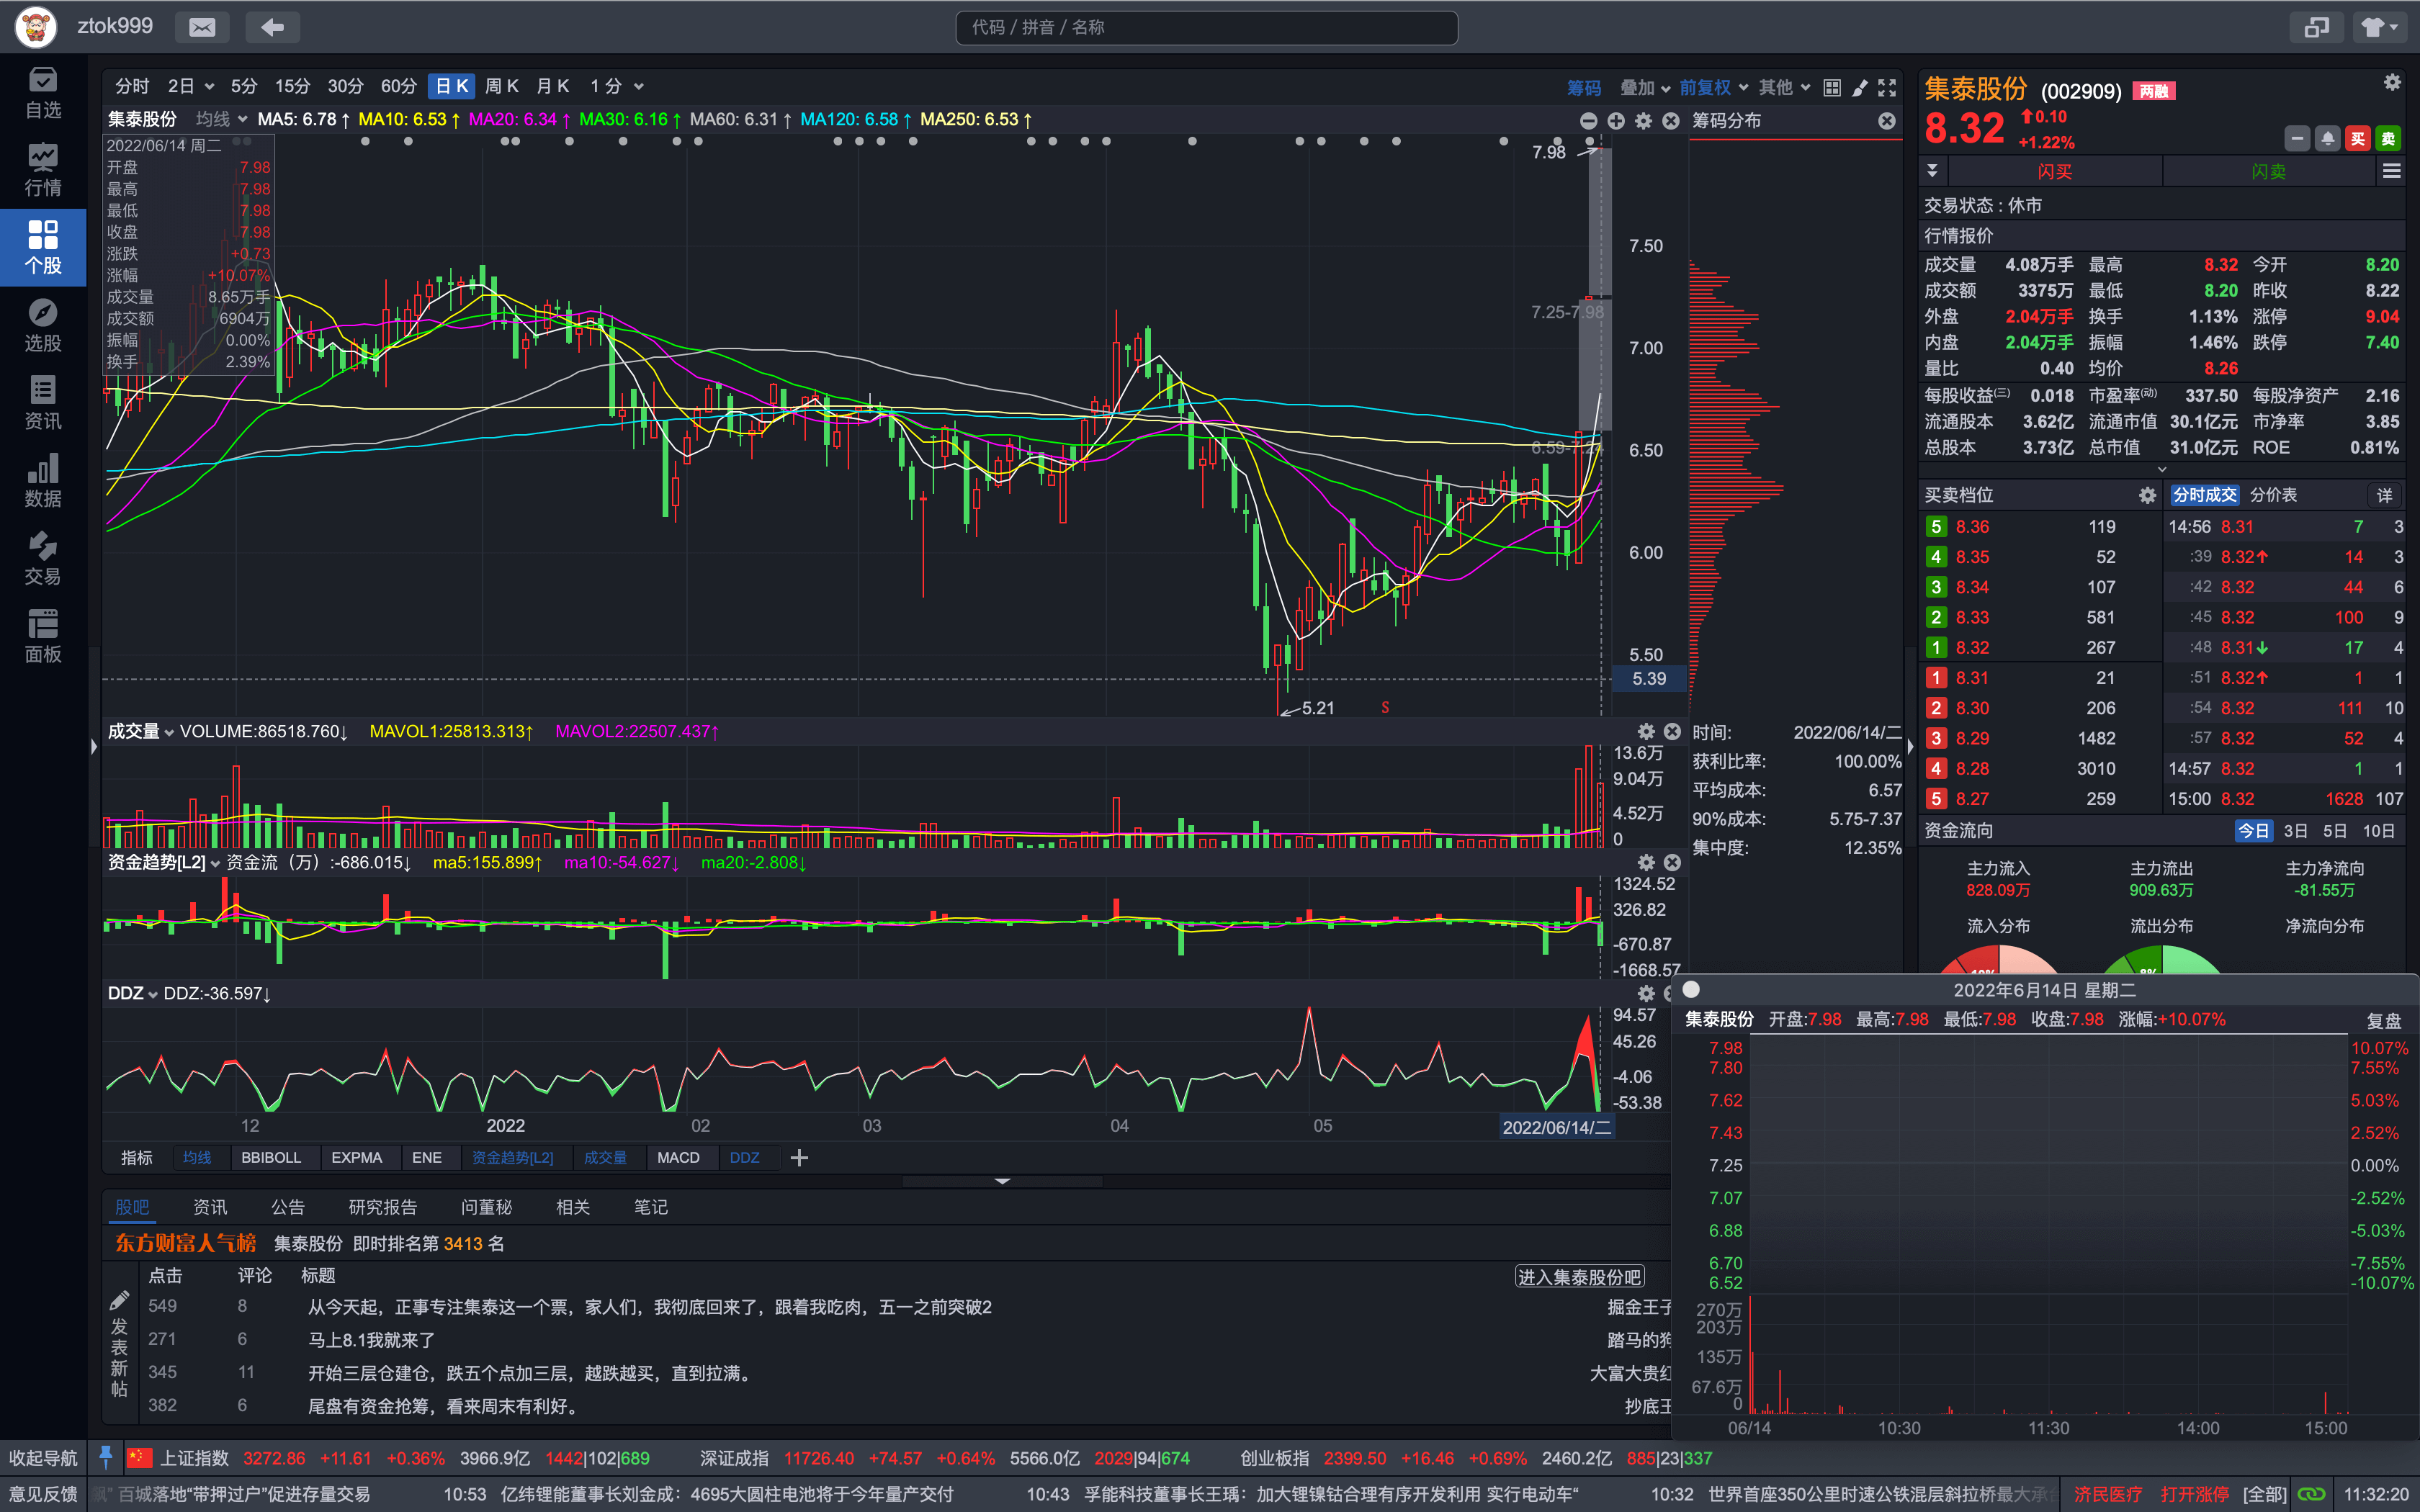 ztok999
代码 / 拼音 / 名称
自选
行情
个股
选股
资讯
数据
交易
面板
分时 2日 5分 15分 30分 60分 日K 周K 月K 1分
筹码 叠加 前复权 其他
集泰股份 均线 MA5: 6.78↑ MA10: 6.53↑ MA20: 6.34↑ MA30: 6.16↑ MA60: 6.31↑ MA120: 6.58↑ MA250: 6.53↑
筹码分布
2022/06/14 周二
开盘 7.98
最高 7.98
最低 7.98
收盘 7.98
涨跌 +0.73
涨幅 +10.07%
成交量 8.65万手
成交额 6904万
振幅 0.00%
换手 2.39%
7.98
7.50
7.25-7.98
7.00
6.50
6.59-7.24
6.00
5.50
5.39
5.21
S
成交量 VOLUME:86518.760↓ MAVOL1:25813.313↑ MAVOL2:22507.437↑
13.6万
9.04万
4.52万
0
资金趋势[L2] 资金流（万）:-686.015↓ ma5:155.899↑ ma10:-54.627↓ ma20:-2.808↓
1324.52
326.82
-670.87
-1668.57
DDZ DDZ:-36.597↓
94.57
45.26
-4.06
-53.38
12 2022 02 03 04 05 2022/06/14/二
指标 均线 BBIBOLL EXPMA ENE 资金趋势[L2] 成交量 MACD DDZ
时间: 2022/06/14/二
获利比率: 100.00%
平均成本: 6.57
90%成本: 5.75-7.37
集中度: 12.35%
股吧 资讯 公告 研究报告 问董秘 相关 笔记
东方财富人气榜 集泰股份 即时排名第 3413 名
点击 评论 标题
进入集泰股份吧
发表新帖
549 8 从今天起，正事专注集泰这一个票，家人们，我彻底回来了，跟着我吃肉，五一之前突破2 掘金王子
271 6 马上8.1我就来了 踏马的狗
345 11 开始三层仓建仓，跌五个点加三层，越跌越买，直到拉满。 大富大贵红
382 6 尾盘有资金抢筹，看来周末有利好。 抄底王
集泰股份 (002909) 两融
8.32 ↑0.10
+1.22%
买 卖
闪买 闪卖
交易状态 : 休市
行情报价
成交量 4.08万手 最高 8.32 今开 8.20
成交额 3375万 最低 8.20 昨收 8.22
外盘 2.04万手 换手 1.13% 涨停 9.04
内盘 2.04万手 振幅 1.46% 跌停 7.40
量比 0.40 均价 8.26
每股收益(三) 0.018 市盈率(动) 337.50 每股净资产 2.16
流通股本 3.62亿 流通市值 30.1亿元 市净率 3.85
总股本 3.73亿 总市值 31.0亿元 ROE 0.81%
买卖档位
5 8.36 119
4 8.35 52
3 8.34 107
2 8.33 581
1 8.32 267
1 8.31 21
2 8.30 206
3 8.29 1482
4 8.28 3010
5 8.27 259
分时成交 分价表 详
14:56 8.31 7 3
:39 8.32↑ 14 3
:42 8.32 44 6
:45 8.32 100 9
:48 8.31↓ 17 4
:51 8.32↑ 1 1
:54 8.32 111 10
:57 8.32 52 4
14:57 8.32 1 1
15:00 8.32 1628 107
资金流向 今日 3日 5日 10日
主力流入 主力流出 主力净流向
828.09万 909.63万 -81.55万
流入分布 流出分布 净流向分布
2022年6月14日 星期二
集泰股份 开盘:7.98 最高:7.98 最低:7.98 收盘:7.98 涨幅:+10.07% 复盘
7.98 10.07%
7.80 7.55%
7.62 5.03%
7.43 2.52%
7.25 0.00%
7.07 -2.52%
6.88 -5.03%
6.70 -7.55%
6.52 -10.07%
270万
203万
135万
67.6万
0
06/14 10:30 11:30 14:00 15:00
收起导航 上证指数 3272.86 +11.61 +0.36% 3966.9亿 1442|102|689 深证成指 11726.40 +74.57 +0.64% 5566.0亿 2029|94|674 创业板指 2399.50 +16.46 +0.69% 2460.2亿 885|23|337
意见反馈 ” 百城落地“带押过户”促进存量交易 10:53 亿纬锂能董事长刘金成：4695大圆柱电池将于今年量产交付 10:43 孚能科技董事长王瑀：加大锂镍钴合理有序开发利用 实行电动车“ 10:32 世界首座350公里时速公铁混层斜拉桥最大承台 济民医疗 打开涨停 [全部] 11:32:20